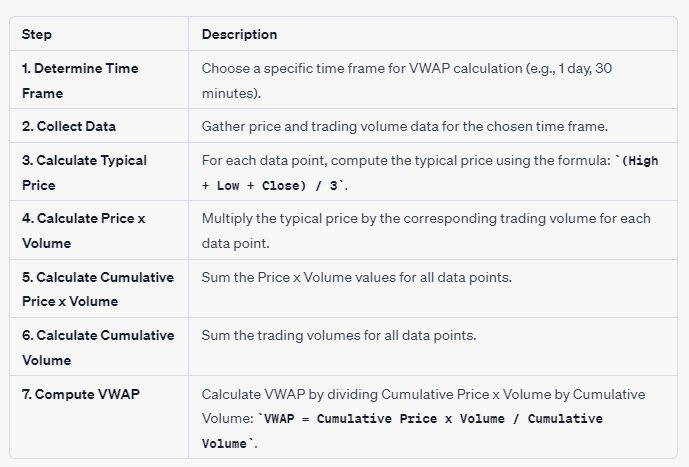 Step Description
1. Determine Time Choose a specific time frame for VWAP calculation (e.g., 1 day, 30
Frame minutes).
2. Collect Data Gather price and trading volume data for the chosen time frame.
3. Calculate Typical For each data point, compute the typical price using the formula: `(High
Price + Low + Close) / 3`.
4. Calculate Price x Multiply the typical price by the corresponding trading volume for each
Volume data point.
5. Calculate Cumulative Sum the Price x Volume values for all data points.
Price x Volume
6. Calculate Cumulative Sum the trading volumes for all data points.
Volume
7. Compute VWAP Calculate VWAP by dividing Cumulative Price x Volume by Cumulative
Volume: `VWAP = Cumulative Price x Volume / Cumulative
Volume`.